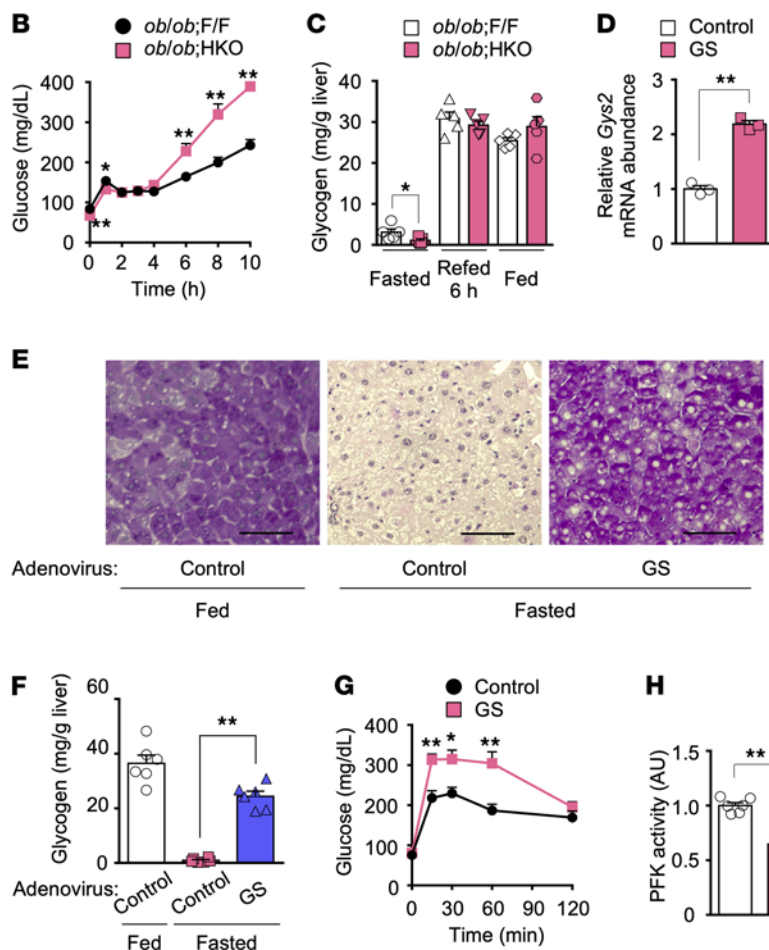 B
ob/ob;F/F
ob/ob;HKO
Glucose (mg/dL)
400
300
200
100
0
**
*
**
**
**
0 2 4 6 8 10
Time (h)
C
ob/ob;F/F
ob/ob;HKO
Glycogen (mg/g liver)
40
30
20
10
0
*
Fasted
Refed
6 h
Fed
D
Control
GS
Relative Gys2
mRNA abundance
3
2
1
0
**
E
Adenovirus:
Control
Control
GS
Fed
Fasted
F
Glycogen (mg/g liver)
60
40
20
0
**
Adenovirus:
Control
Control
GS
Fed
Fasted
G
Control
GS
Glucose (mg/dL)
400
300
200
100
0
** * **
0 30 60 90 120
Time (min)
H
PFK activity (AU)
1.5
1.0
0.5
0
**